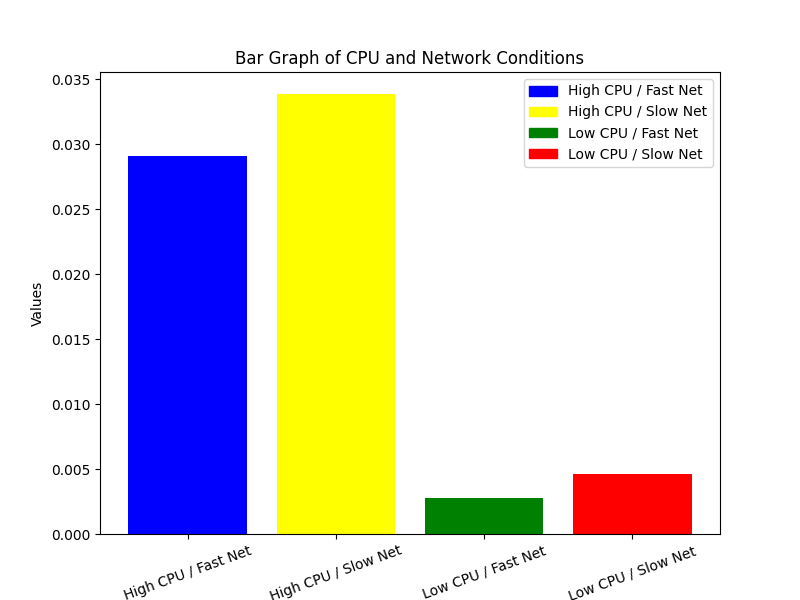 Bar Graph of CPU and Network Conditions
High CPU / Fast Net
High CPU / Slow Net
Low CPU / Fast Net
Low CPU / Slow Net
Values
0.035
0.030
0.025
0.020
0.015
0.010
0.005
0.000
High CPU / Fast Net
High CPU / Slow Net
Low CPU / Fast Net
Low CPU / Slow Net